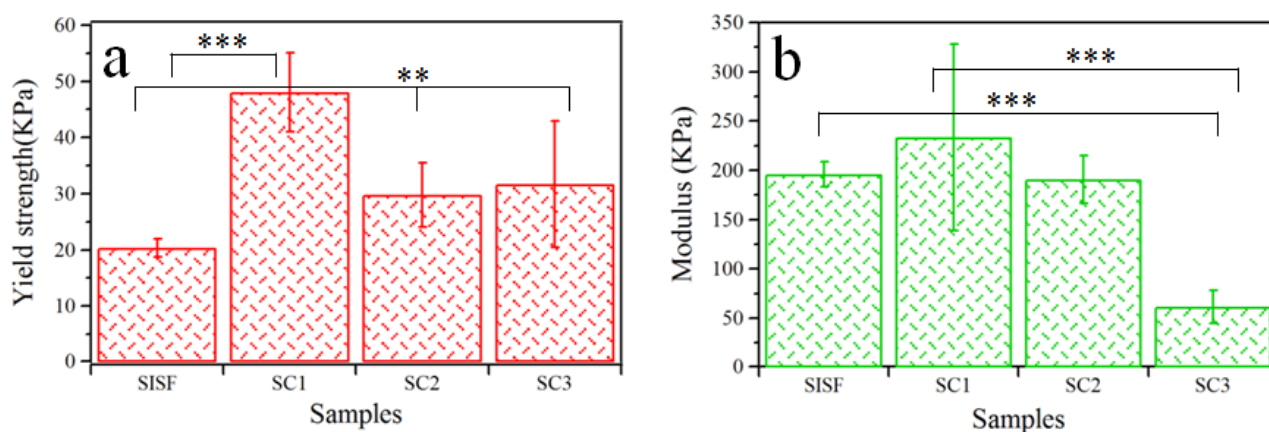 a
Yield strength(KPa)
60
50
40
30
20
10
0
***
**
SISF SC1 SC2 SC3
Samples
b
Modulus (KPa)
350
300
250
200
150
100
50
0
***
***
SISF SC1 SC2 SC3
Samples